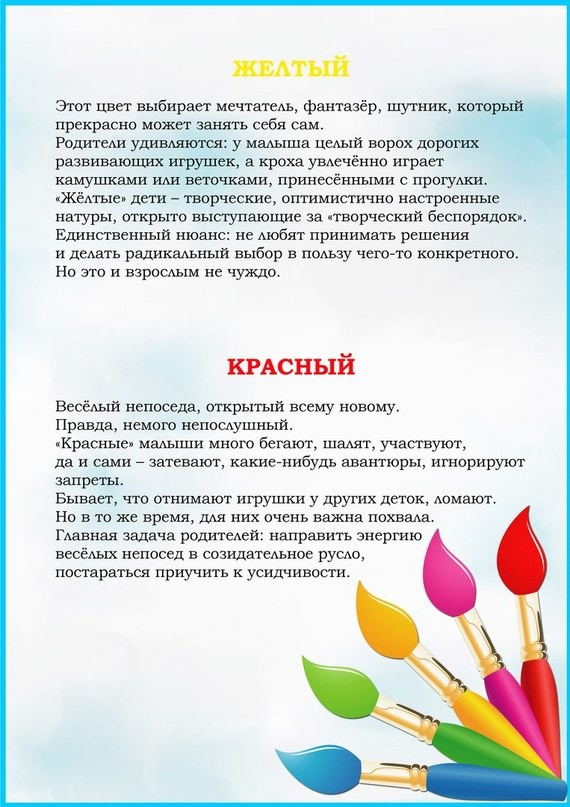 ЖЕЛТЫЙ
Этот цвет выбирает мечтатель, фантазёр, шутник, который
прекрасно может занять себя сам.
Родители удивляются: у малыша целый ворох дорогих
развивающих игрушек, а кроха увлечённо играет
камушками или веточками, принесёнными с прогулки.
«Жёлтые» дети – творческие, оптимистично настроенные
натуры, открыто выступающие за «творческий беспорядок».
Единственный нюанс: не любят принимать решения
и делать радикальный выбор в пользу чего-то конкретного.
Но это и взрослым не чуждо.
КРАСНЫЙ
Весёлый непоседа, открытый всему новому.
Правда, немого непослушный.
«Красные» малыши много бегают, шалят, участвуют,
да и сами – затевают, какие-нибудь авантюры, игнорируют
запреты.
Бывает, что отнимают игрушки у других деток, ломают.
Но в то же время, для них очень важна похвала.
Главная задача родителей: направить энергию
весёлых непосед в созидательное русло,
постараться приучить к усидчивости.